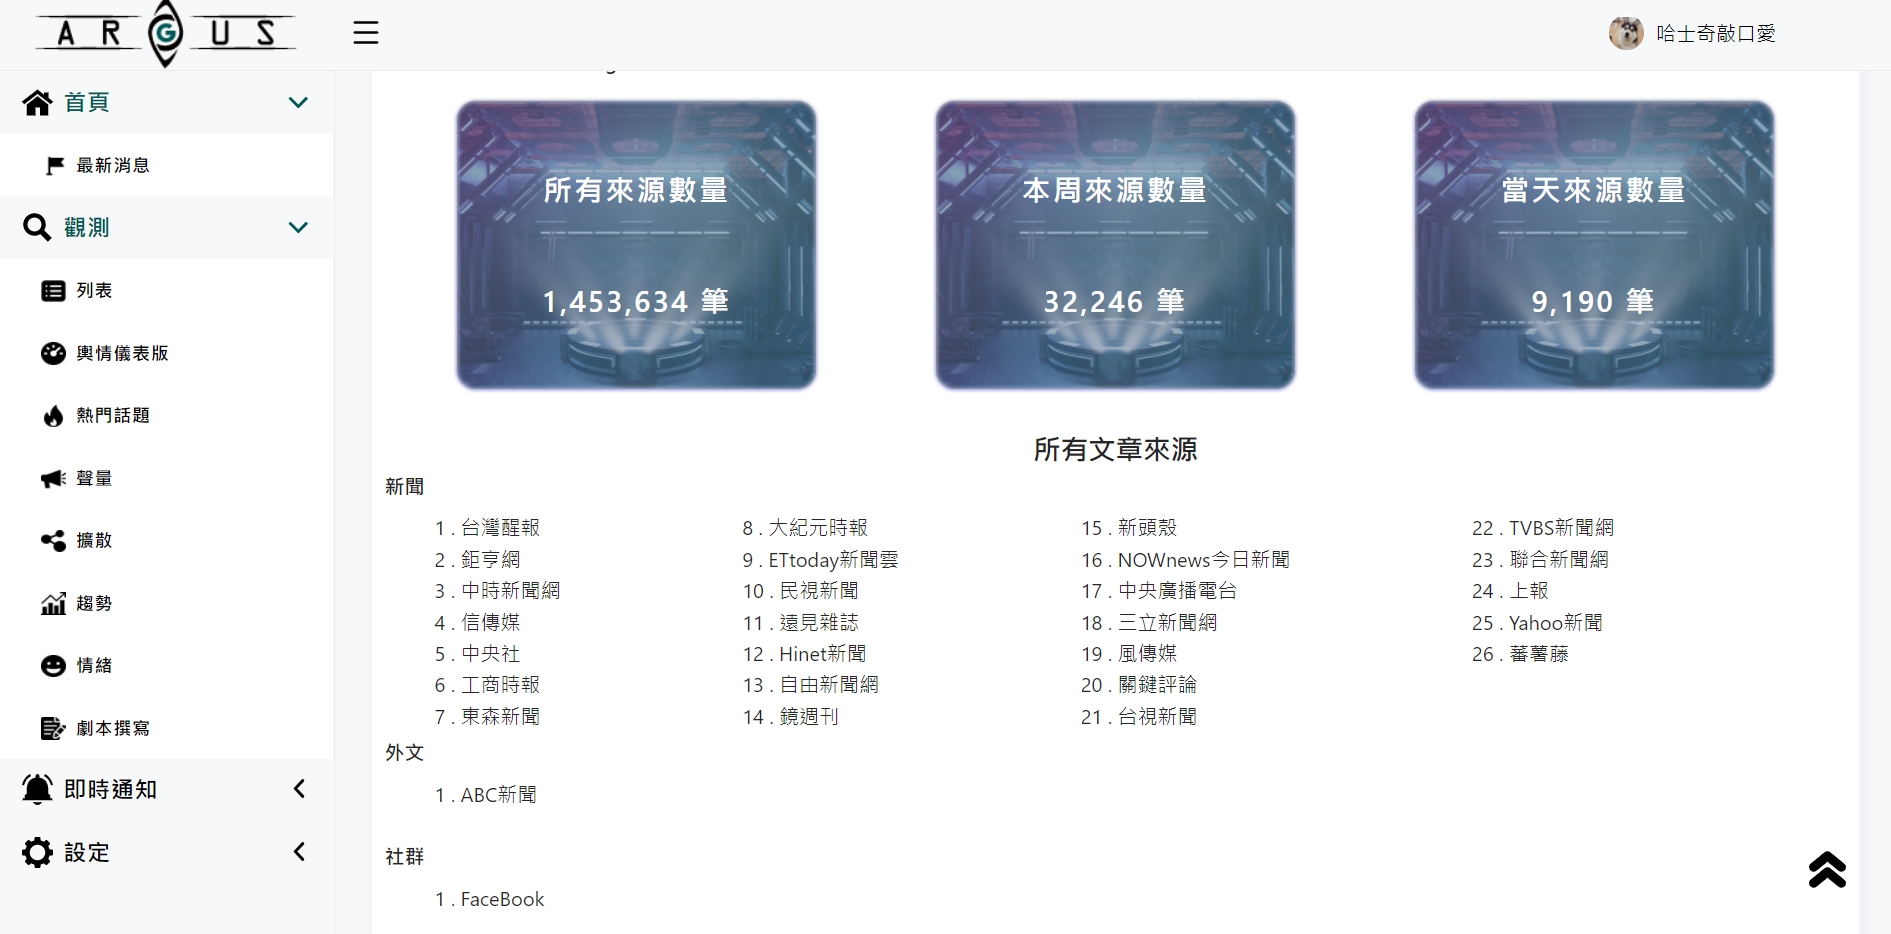 ARGUS
哈士奇敲口愛
首頁
最新消息
觀測
列表
輿情儀表版
熱門話題
聲量
擴散
趨勢
情緒
劇本撰寫
即時通知
設定
所有來源數量
1,453,634 筆
本周來源數量
32,246 筆
當天來源數量
9,190 筆
所有文章來源
新聞
1 . 台灣醒報
2 . 鉅亨網
3 . 中時新聞網
4 . 信傳媒
5 . 中央社
6 . 工商時報
7 . 東森新聞
8 . 大紀元時報
9 . ETtoday新聞雲
10 . 民視新聞
11 . 遠見雜誌
12 . Hinet新聞
13 . 自由新聞網
14 . 鏡週刊
15 . 新頭殼
16 . NOWnews今日新聞
17 . 中央廣播電台
18 . 三立新聞網
19 . 風傳媒
20 . 關鍵評論
21 . 台視新聞
22 . TVBS新聞網
23 . 聯合新聞網
24 . 上報
25 . Yahoo新聞
26 . 蕃薯藤
外文
1 . ABC新聞
社群
1 . FaceBook